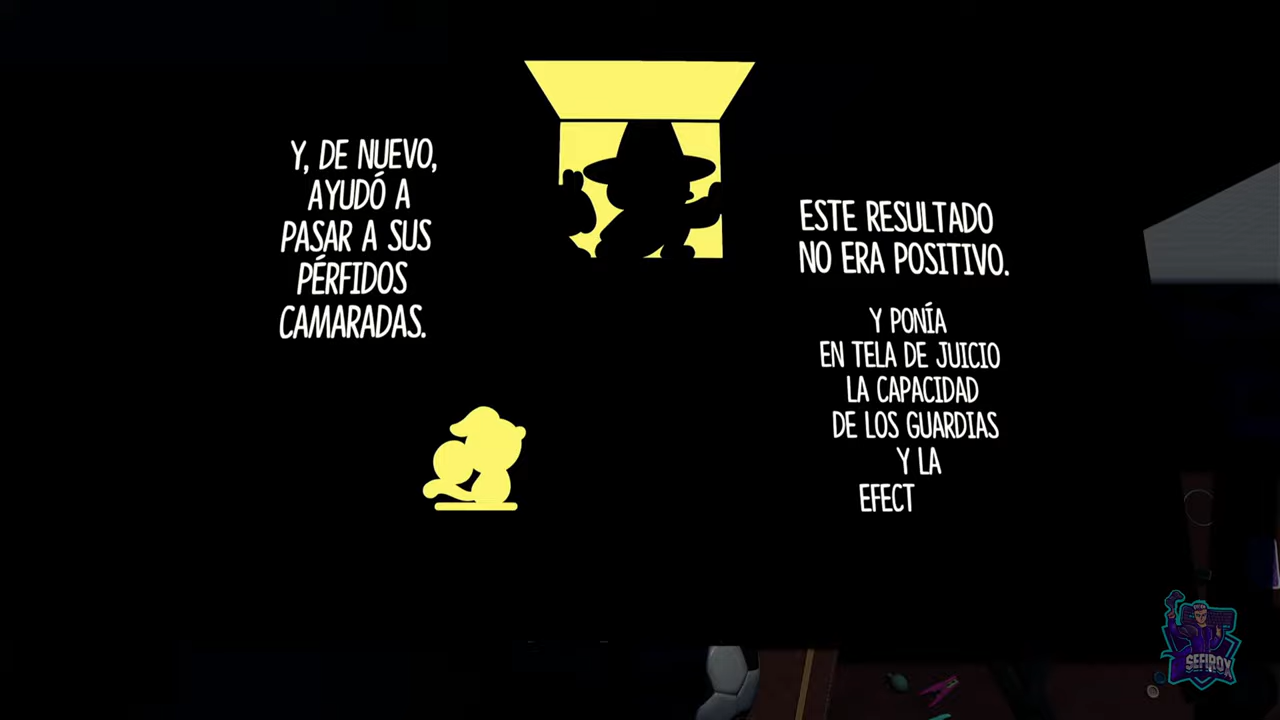 Y, DE NUEVO,
AYUDÓ A
PASAR A SUS
PÉRFIDOS
CAMARADAS.
ESTE RESULTADO
NO ERA POSITIVO.
Y PONÍA
EN TELA DE JUICIO
LA CAPACIDAD
DE LOS GUARDIAS
Y LA
EFECT
SEFIROX